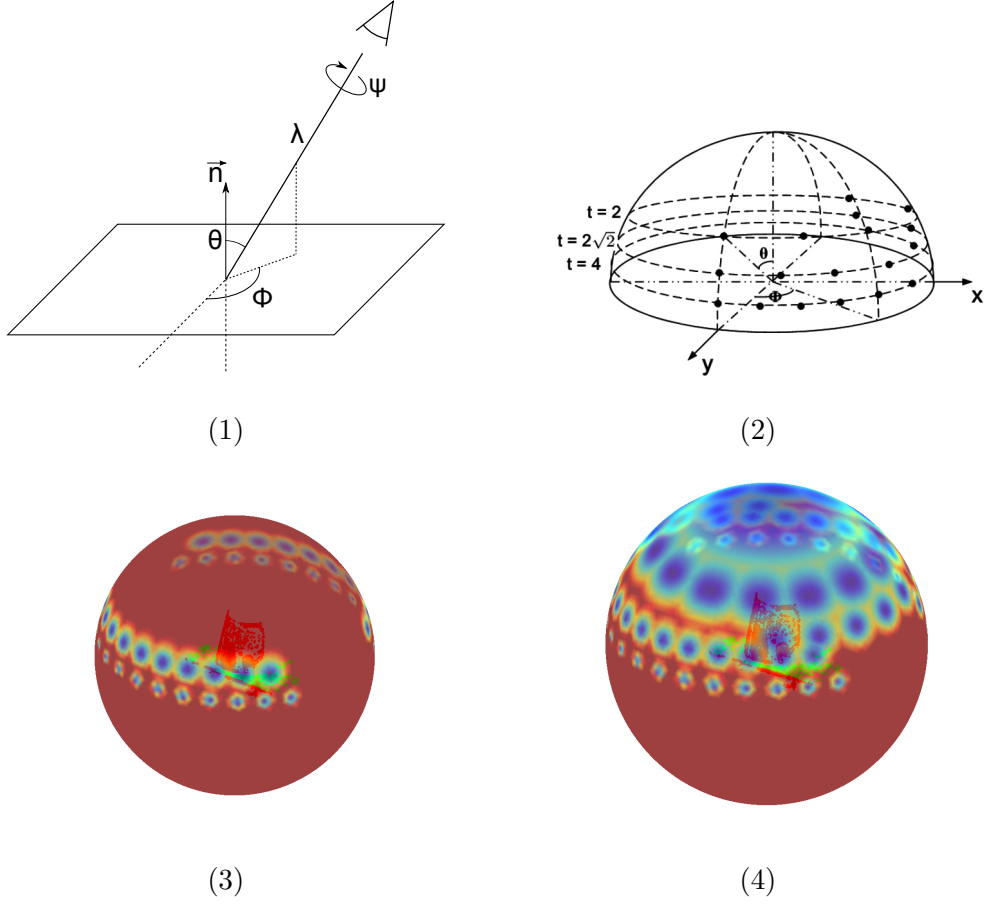 ψ
λ
n
θ
Φ
(1)
t = 2
t = 2√2
t = 4
θ
Φ
x
y
(2)
(3)
(4)